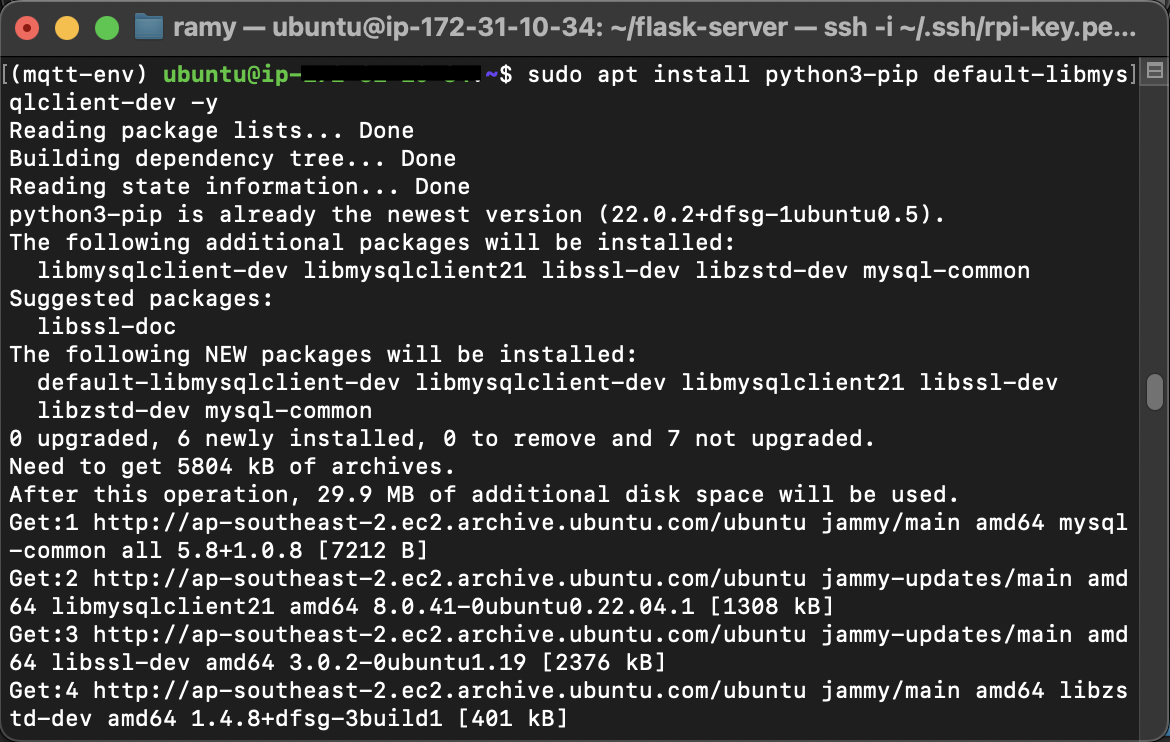 ramy — ubuntu@ip-172-31-10-34: ~/flask-server — ssh -i ~/.ssh/rpi-key.pe...
[(mqtt-env) ubuntu@ip-:~$ sudo apt install python3-pip default-libmys]
qlclient-dev -y
Reading package lists... Done
Building dependency tree... Done
Reading state information... Done
python3-pip is already the newest version (22.0.2+dfsg-1ubuntu0.5).
The following additional packages will be installed:
  libmysqlclient-dev libmysqlclient21 libssl-dev libzstd-dev mysql-common
Suggested packages:
  libssl-doc
The following NEW packages will be installed:
  default-libmysqlclient-dev libmysqlclient-dev libmysqlclient21 libssl-dev
  libzstd-dev mysql-common
0 upgraded, 6 newly installed, 0 to remove and 7 not upgraded.
Need to get 5804 kB of archives.
After this operation, 29.9 MB of additional disk space will be used.
Get:1 http://ap-southeast-2.ec2.archive.ubuntu.com/ubuntu jammy/main amd64 mysql
-common all 5.8+1.0.8 [7212 B]
Get:2 http://ap-southeast-2.ec2.archive.ubuntu.com/ubuntu jammy-updates/main amd
64 libmysqlclient21 amd64 8.0.41-0ubuntu0.22.04.1 [1308 kB]
Get:3 http://ap-southeast-2.ec2.archive.ubuntu.com/ubuntu jammy-updates/main amd
64 libssl-dev amd64 3.0.2-0ubuntu1.19 [2376 kB]
Get:4 http://ap-southeast-2.ec2.archive.ubuntu.com/ubuntu jammy/main amd64 libzs
td-dev amd64 1.4.8+dfsg-3build1 [401 kB]